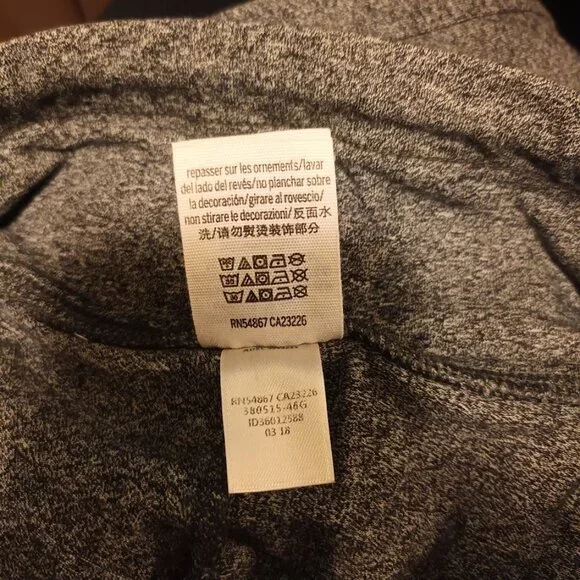 repasser sur les ornements/lavar
del lado del revés/no planchar sobre
la decoración/girare al rovescio/
non stirare le decorazioni/反面水
洗/请勿熨烫装饰部分
RN54867 CA23226
RN54867 CA23226
380515-46G
ID38012588
03 18